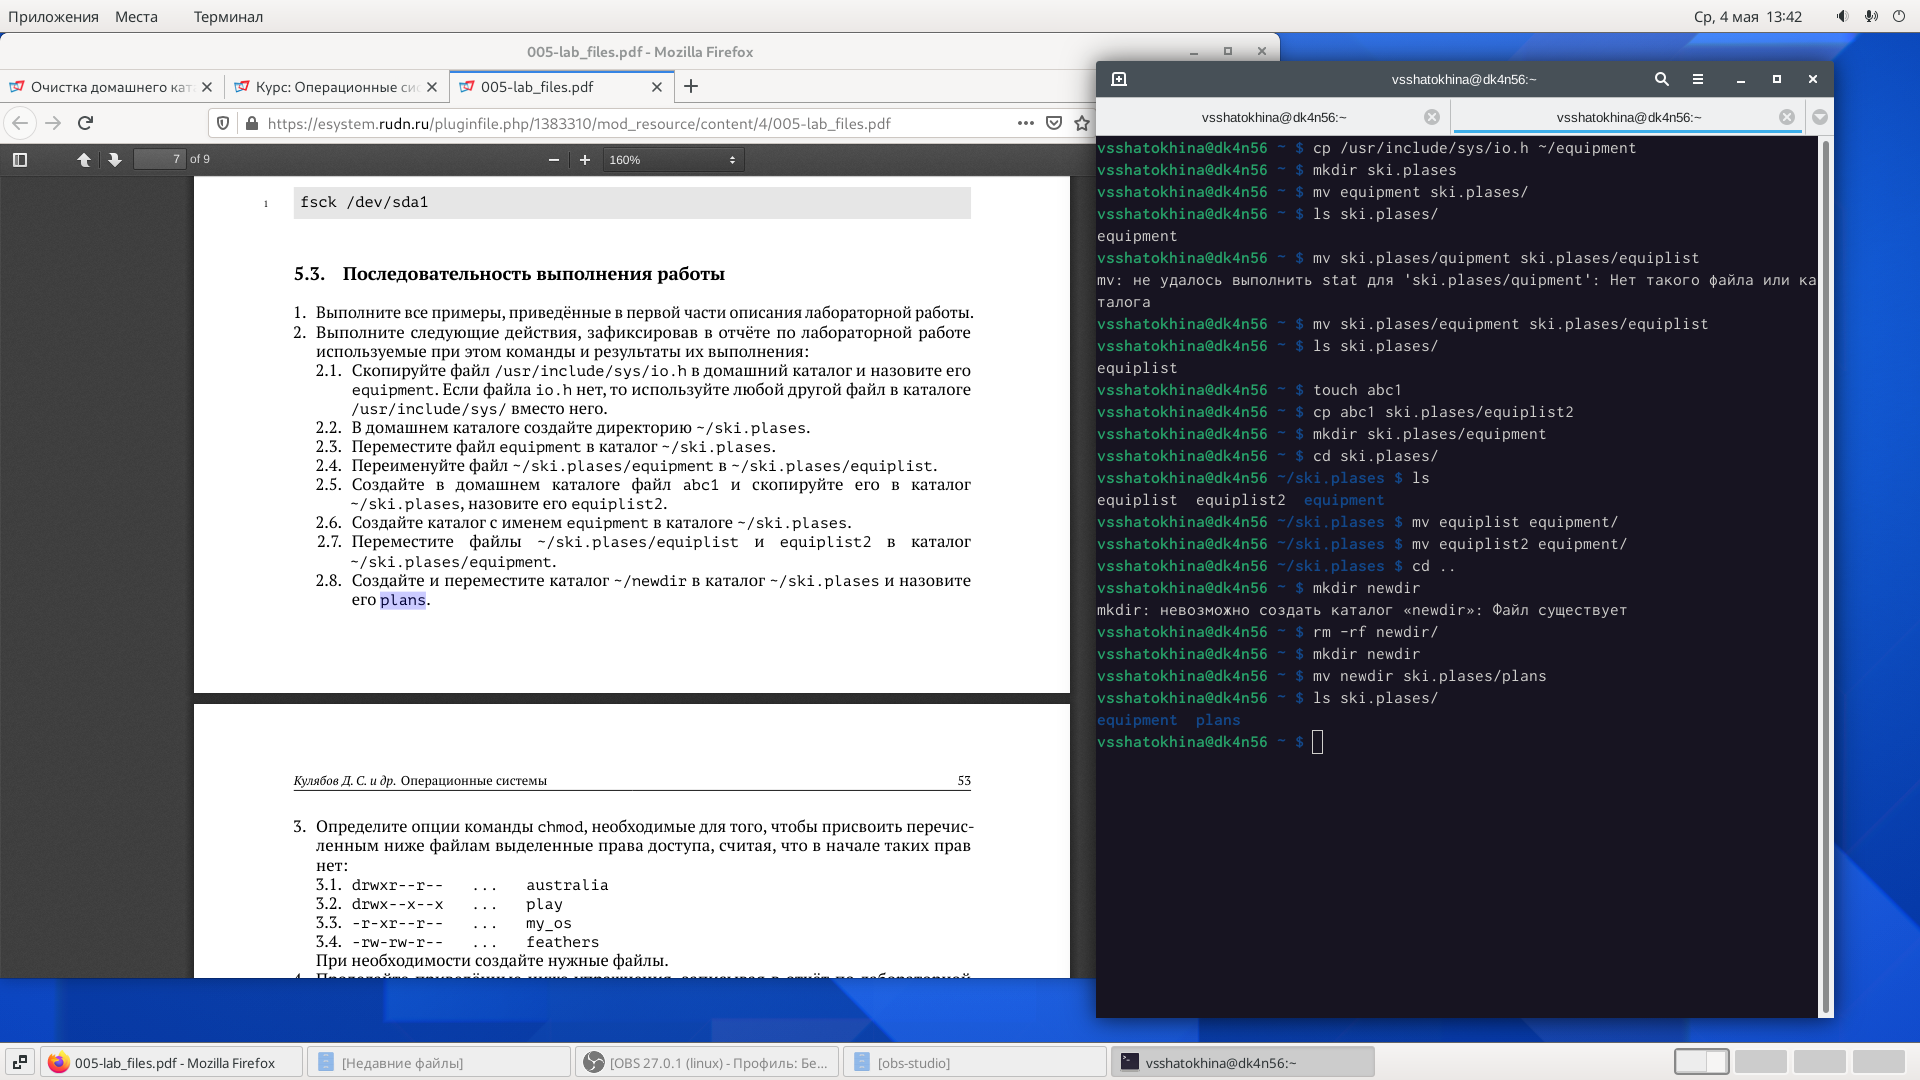 Приложения Места Терминал Ср, 4 мая 13:42
005-lab_files.pdf - Mozilla Firefox
Очистка домашнего кат Курс: Операционные си 005-lab_files.pdf
https://esystem.rudn.ru/pluginfile.php/1383310/mod_resource/content/4/005-lab_files.pdf
7 of 9 160%
1 fsck /dev/sda1
5.3. Последовательность выполнения работы
1. Выполните все примеры, приведённые в первой части описания лабораторной работы.
2. Выполните следующие действия, зафиксировав в отчёте по лабораторной работе
используемые при этом команды и результаты их выполнения:
2.1. Скопируйте файл /usr/include/sys/io.h в домашний каталог и назовите его
equipment. Если файла io.h нет, то используйте любой другой файл в каталоге
/usr/include/sys/ вместо него.
2.2. В домашнем каталоге создайте директорию ~/ski.plases.
2.3. Переместите файл equipment в каталог ~/ski.plases.
2.4. Переименуйте файл ~/ski.plases/equipment в ~/ski.plases/equiplist.
2.5. Создайте в домашнем каталоге файл abc1 и скопируйте его в каталог
~/ski.plases, назовите его equiplist2.
2.6. Создайте каталог с именем equipment в каталоге ~/ski.plases.
2.7. Переместите файлы ~/ski.plases/equiplist и equiplist2 в каталог
~/ski.plases/equipment.
2.8. Создайте и переместите каталог ~/newdir в каталог ~/ski.plases и назовите
его plans.
Кулябов Д. С. и др. Операционные системы 53
3. Определите опции команды chmod, необходимые для того, чтобы присвоить перечис-
ленным ниже файлам выделенные права доступа, считая, что в начале таких прав
нет:
3.1. drwxr--r-- ... australia
3.2. drwx--x--x ... play
3.3. -r-xr--r-- ... my_os
3.4. -rw-rw-r-- ... feathers
При необходимости создайте нужные файлы.
4. Проделайте приведённые ниже упражнения, записывая в отчёт по лабораторной
vsshatokhina@dk4n56:~
vsshatokhina@dk4n56:~ vsshatokhina@dk4n56:~
vsshatokhina@dk4n56 ~ $ cp /usr/include/sys/io.h ~/equipment
vsshatokhina@dk4n56 ~ $ mkdir ski.plases
vsshatokhina@dk4n56 ~ $ mv equipment ski.plases/
vsshatokhina@dk4n56 ~ $ ls ski.plases/
equipment
vsshatokhina@dk4n56 ~ $ mv ski.plases/quipment ski.plases/equiplist
mv: не удалось выполнить stat для 'ski.plases/quipment': Нет такого файла или ка
талога
vsshatokhina@dk4n56 ~ $ mv ski.plases/equipment ski.plases/equiplist
vsshatokhina@dk4n56 ~ $ ls ski.plases/
equiplist
vsshatokhina@dk4n56 ~ $ touch abc1
vsshatokhina@dk4n56 ~ $ cp abc1 ski.plases/equiplist2
vsshatokhina@dk4n56 ~ $ mkdir ski.plases/equipment
vsshatokhina@dk4n56 ~ $ cd ski.plases/
vsshatokhina@dk4n56 ~/ski.plases $ ls
equiplist equiplist2 equipment
vsshatokhina@dk4n56 ~/ski.plases $ mv equiplist equipment/
vsshatokhina@dk4n56 ~/ski.plases $ mv equiplist2 equipment/
vsshatokhina@dk4n56 ~/ski.plases $ cd ..
vsshatokhina@dk4n56 ~ $ mkdir newdir
mkdir: невозможно создать каталог «newdir»: Файл существует
vsshatokhina@dk4n56 ~ $ rm -rf newdir/
vsshatokhina@dk4n56 ~ $ mkdir newdir
vsshatokhina@dk4n56 ~ $ mv newdir ski.plases/plans
vsshatokhina@dk4n56 ~ $ ls ski.plases/
equipment plans
vsshatokhina@dk4n56 ~ $
005-lab_files.pdf - Mozilla Firefox [Недавние файлы] [OBS 27.0.1 (linux) - Профиль: Бе... [obs-studio] vsshatokhina@dk4n56:~